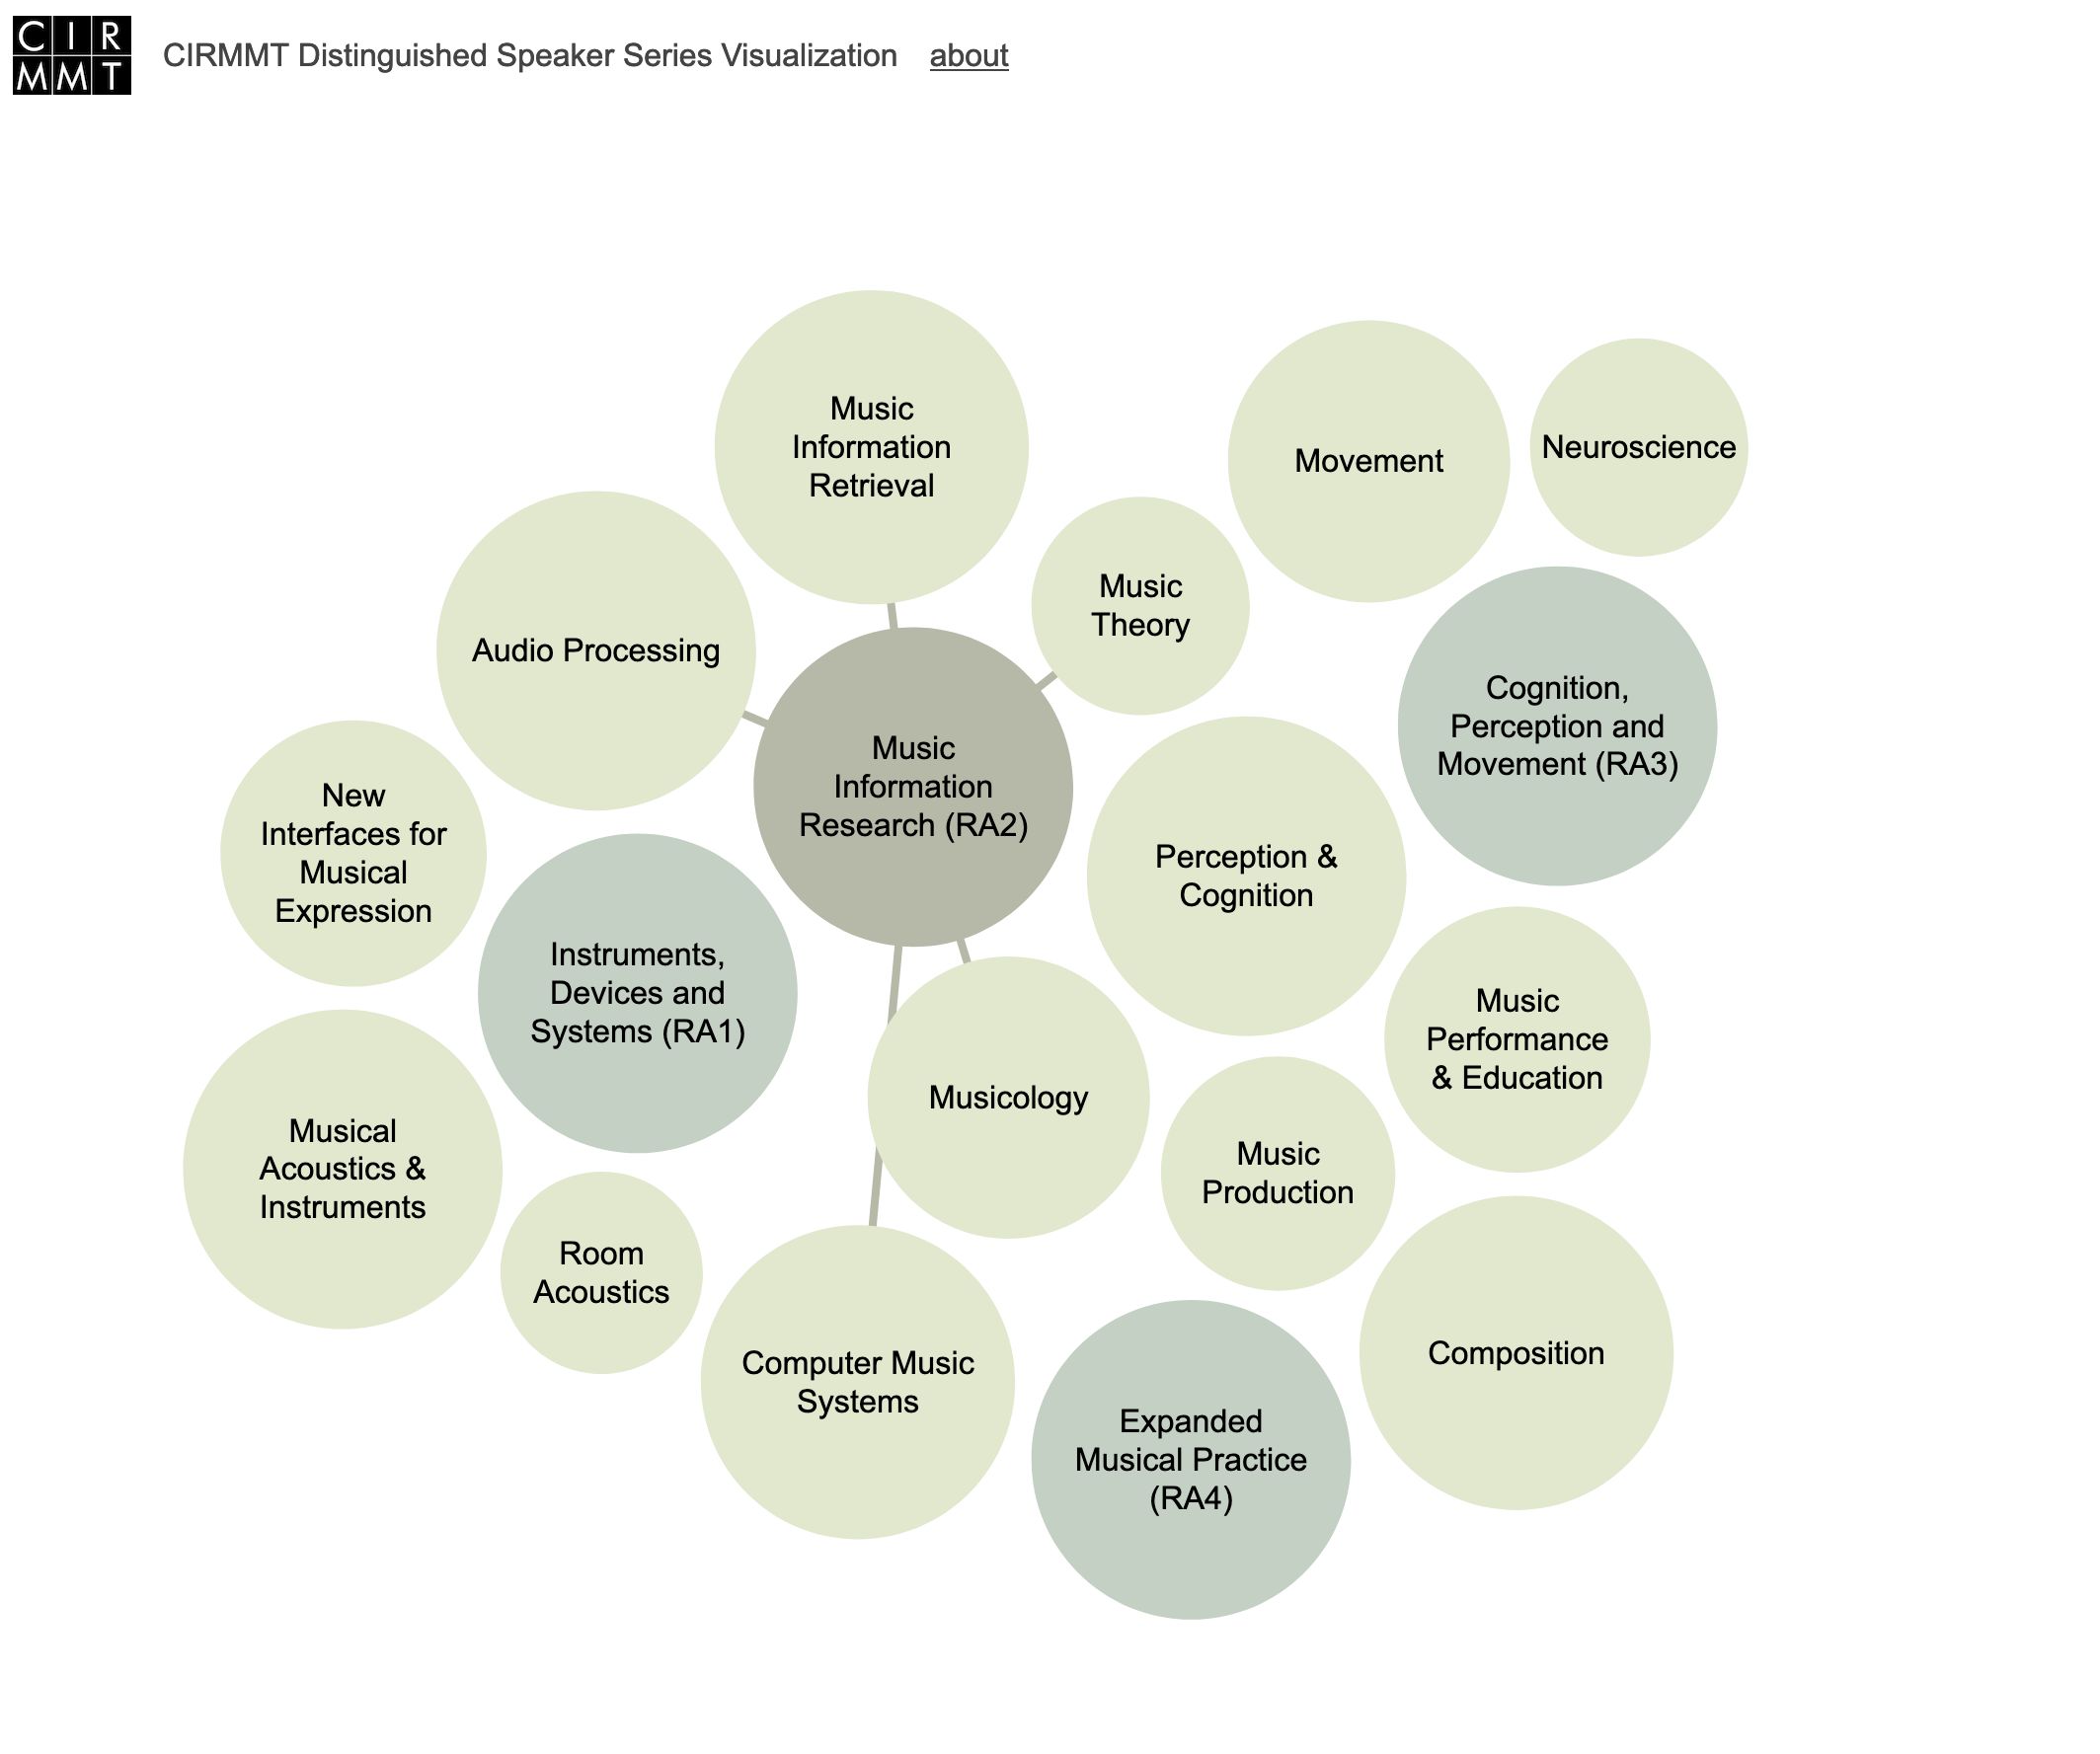 CIR
MMT
CIRMMT Distinguished Speaker Series Visualization about
Music
Information
Retrieval
Movement
Neuroscience
Music
Theory
Audio Processing
Cognition,
Perception and
Movement (RA3)
Music
Information
Research (RA2)
New
Interfaces for
Musical
Expression
Perception &
Cognition
Instruments,
Devices and
Systems (RA1)
Music
Performance
& Education
Musicology
Musical
Acoustics &
Instruments
Music
Production
Room
Acoustics
Computer Music
Systems
Composition
Expanded
Musical Practice
(RA4)